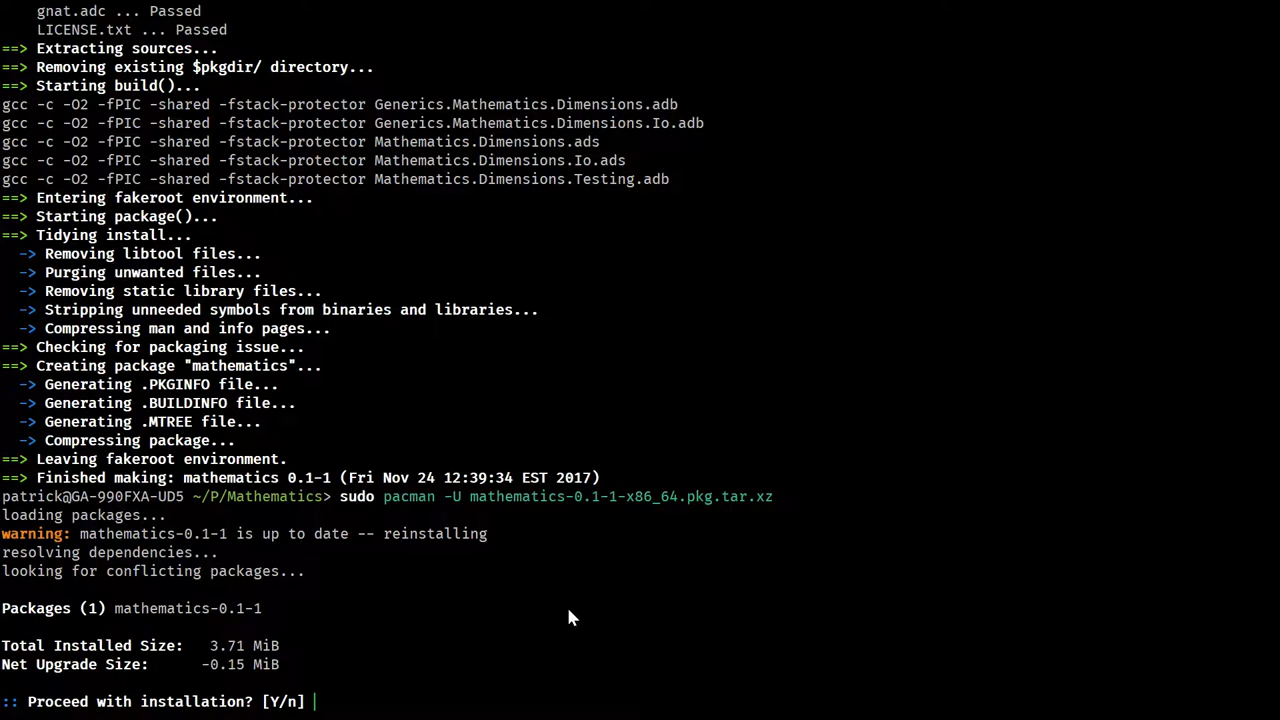 gnat.adc ... Passed
LICENSE.txt ... Passed
==> Extracting sources...
==> Removing existing $pkgdir/ directory...
==> Starting build()...
gcc -c -O2 -fPIC -shared -fstack-protector Generics.Mathematics.Dimensions.adb
gcc -c -O2 -fPIC -shared -fstack-protector Generics.Mathematics.Dimensions.Io.adb
gcc -c -O2 -fPIC -shared -fstack-protector Mathematics.Dimensions.ads
gcc -c -O2 -fPIC -shared -fstack-protector Mathematics.Dimensions.Io.ads
gcc -c -O2 -fPIC -shared -fstack-protector Mathematics.Dimensions.Testing.adb
==> Entering fakeroot environment...
==> Starting package()...
==> Tidying install...
-> Removing libtool files...
-> Purging unwanted files...
-> Removing static library files...
-> Stripping unneeded symbols from binaries and libraries...
-> Compressing man and info pages...
==> Checking for packaging issue...
==> Creating package "mathematics"...
-> Generating .PKGINFO file...
-> Generating .BUILDINFO file...
-> Generating .MTREE file...
-> Compressing package...
==> Leaving fakeroot environment.
==> Finished making: mathematics 0.1-1 (Fri Nov 24 12:39:34 EST 2017)
patrick@GA-990FXA-UD5 ~/P/Mathematics> sudo pacman -U mathematics-0.1-1-x86_64.pkg.tar.xz
loading packages...
warning: mathematics-0.1-1 is up to date -- reinstalling
resolving dependencies...
looking for conflicting packages...
Packages (1) mathematics-0.1-1
Total Installed Size: 3.71 MiB
Net Upgrade Size: -0.15 MiB
:: Proceed with installation? [Y/n]